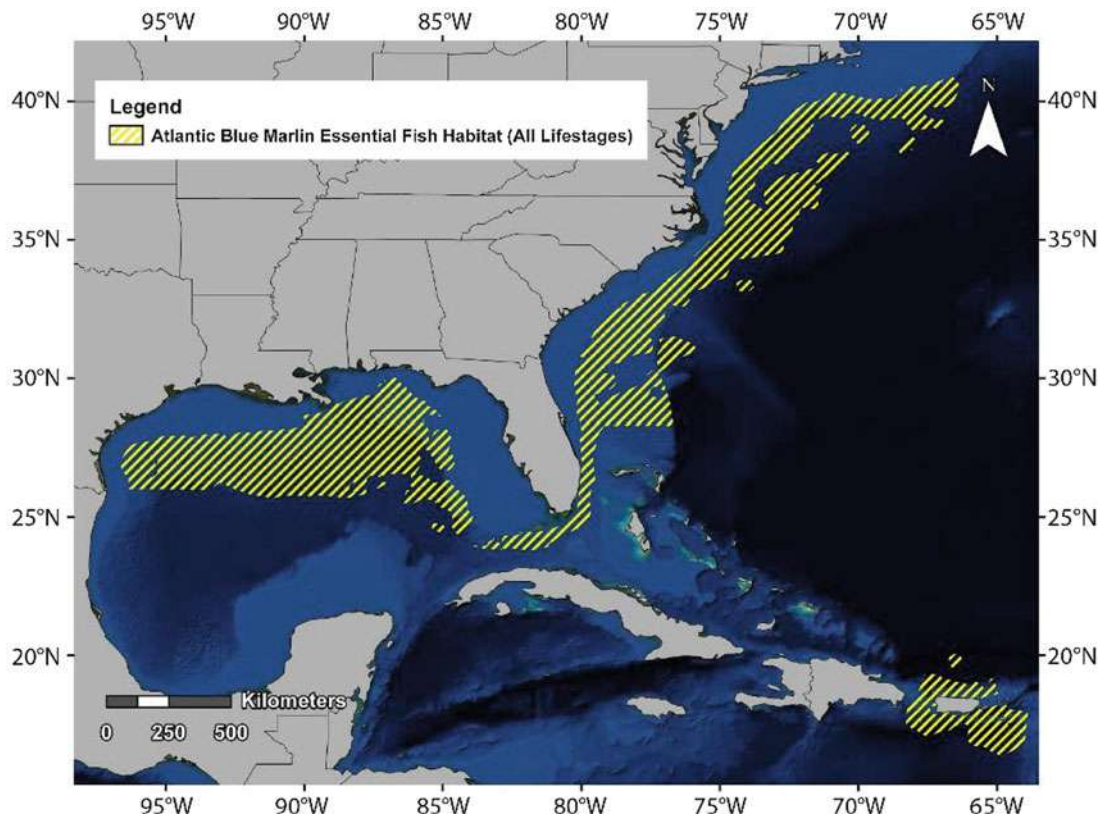 95°W 90°W 85°W 80°W 75°W 70°W 65°W
Legend
Atlantic Blue Marlin Essential Fish Habitat (All Lifestages)
N
40°N 40°N
35°N 35°N
30°N 30°N
25°N 25°N
20°N 20°N
Kilometers
0 250 500
95°W 90°W 85°W 80°W 75°W 70°W 65°W